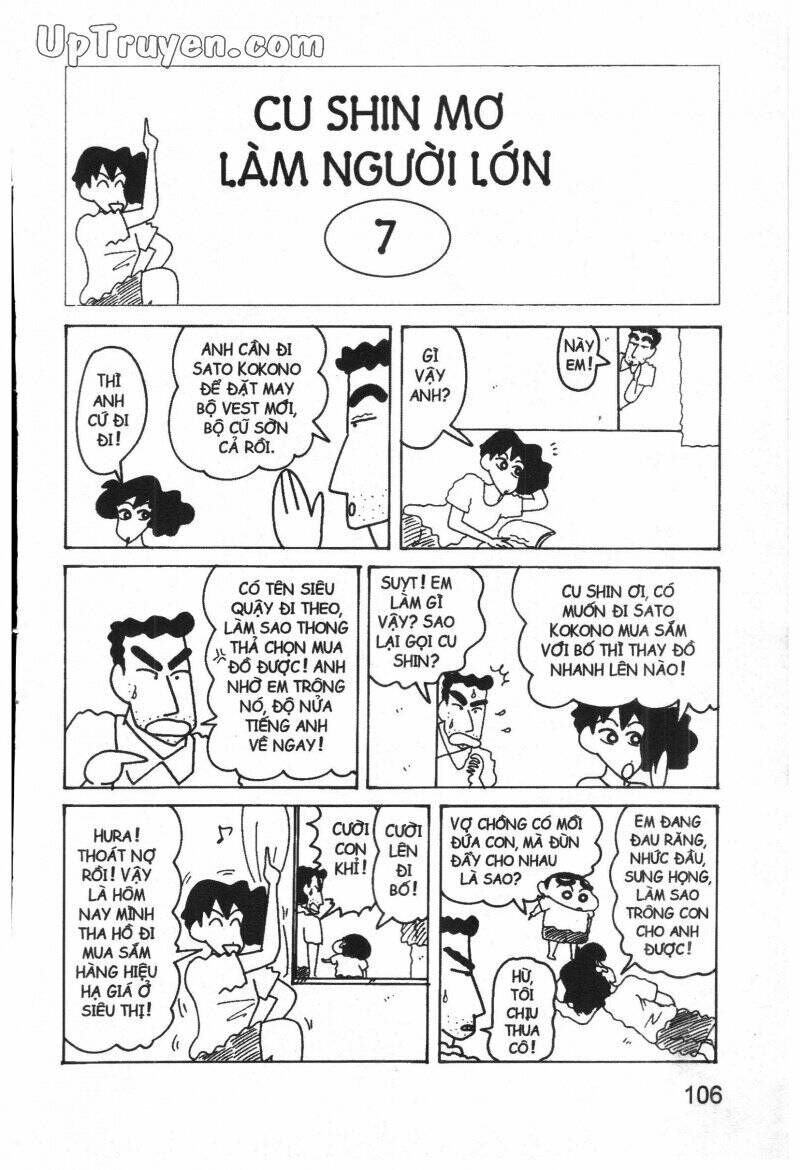 UpTruyen.com
CU SHIN MƠ
LÀM NGƯỜI LỚN
7
NÀY
EM!
GÌ
VẬY
ANH?
ANH CẦN ĐI
SATO KOKONO
ĐỂ ĐẶT MAY
BỘ VEST MỚI,
BỘ CŨ SỜN
CẢ RỒI.
THÌ
ANH
CỨ ĐI
ĐI!
CU SHIN ƠI, CÓ
MUỐN ĐI SATO
KOKONO MUA SẮM
VỚI BỐ THÌ THAY ĐỒ
NHANH LÊN NÀO!
SUYT! EM
LÀM GÌ
VẬY? SAO
LẠI GỌI CU
SHIN?
CÓ TÊN SIÊU
QUẬY ĐI THEO,
LÀM SAO THONG
THẢ CHỌN MUA
ĐỒ ĐƯỢC! ANH
NHỜ EM TRÔNG
NÓ, ĐỘ NỬA
TIẾNG ANH
VỀ NGAY!
EM ĐANG
ĐAU RĂNG,
NHỨC ĐẦU,
SƯNG HỌNG,
LÀM SAO
TRÔNG CON
CHO ANH
ĐƯỢC!
VỢ CHỒNG CÓ MỖI
ĐỨA CON, MÀ ĐÙN
ĐẨY CHO NHAU
LÀ SAO?
HỪ,
TÔI
CHỊU
THUA
CÔ!
CƯỜI
LÊN
ĐI
BỐ!
CƯỜI
CON
KHỈ!
HURA!
THOÁT NỢ
RỒI! VẬY
LÀ HÔM
NAY MÌNH
THA HỒ ĐI
MUA SẮM
HÀNG HIỆU
HẠ GIÁ Ở
SIÊU THỊ!
106